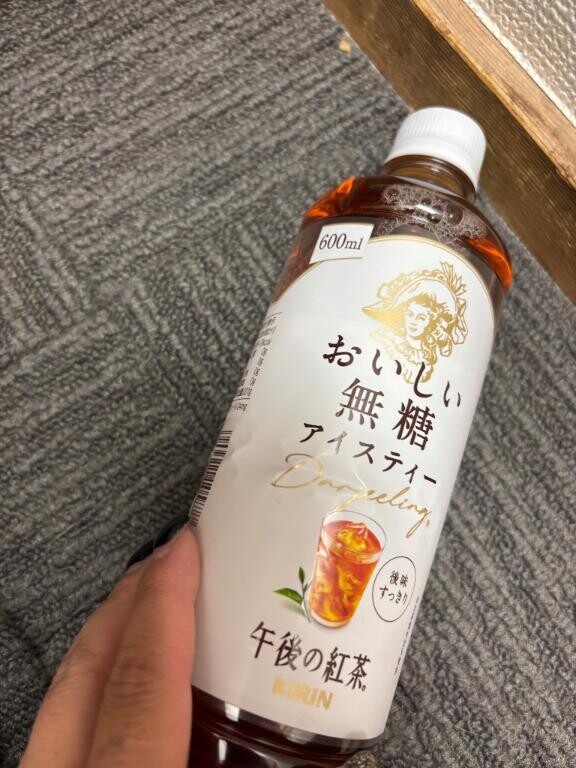 600ml
おいしい
無糖
アイスティー
Darjeeling
後味
すっきり
午後の紅茶®
KIRIN